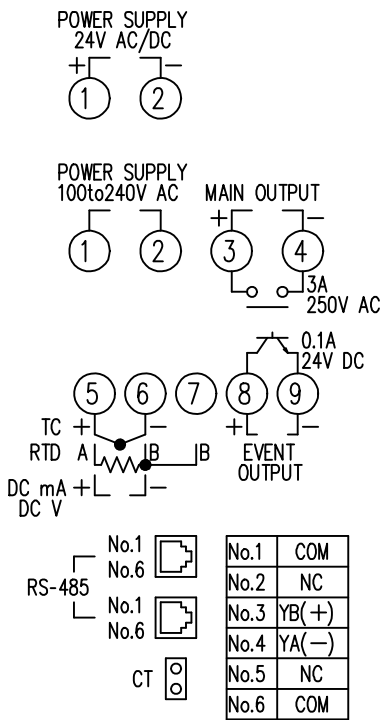 POWER SUPPLY
24V AC/DC
+ −
1 2
POWER SUPPLY
100to240V AC
MAIN OUTPUT
+ −
1 2 3 4
3A
250V AC
0.1A
24V DC
5 6 7 8 9
TC + −
+ −
RTD A B B
EVENT
OUTPUT
DC mA + −
DC V
No.1
No.6
RS-485
No.1
No.6
CT
No.1 COM
No.2 NC
No.3 YB(+)
No.4 YA(−)
No.5 NC
No.6 COM